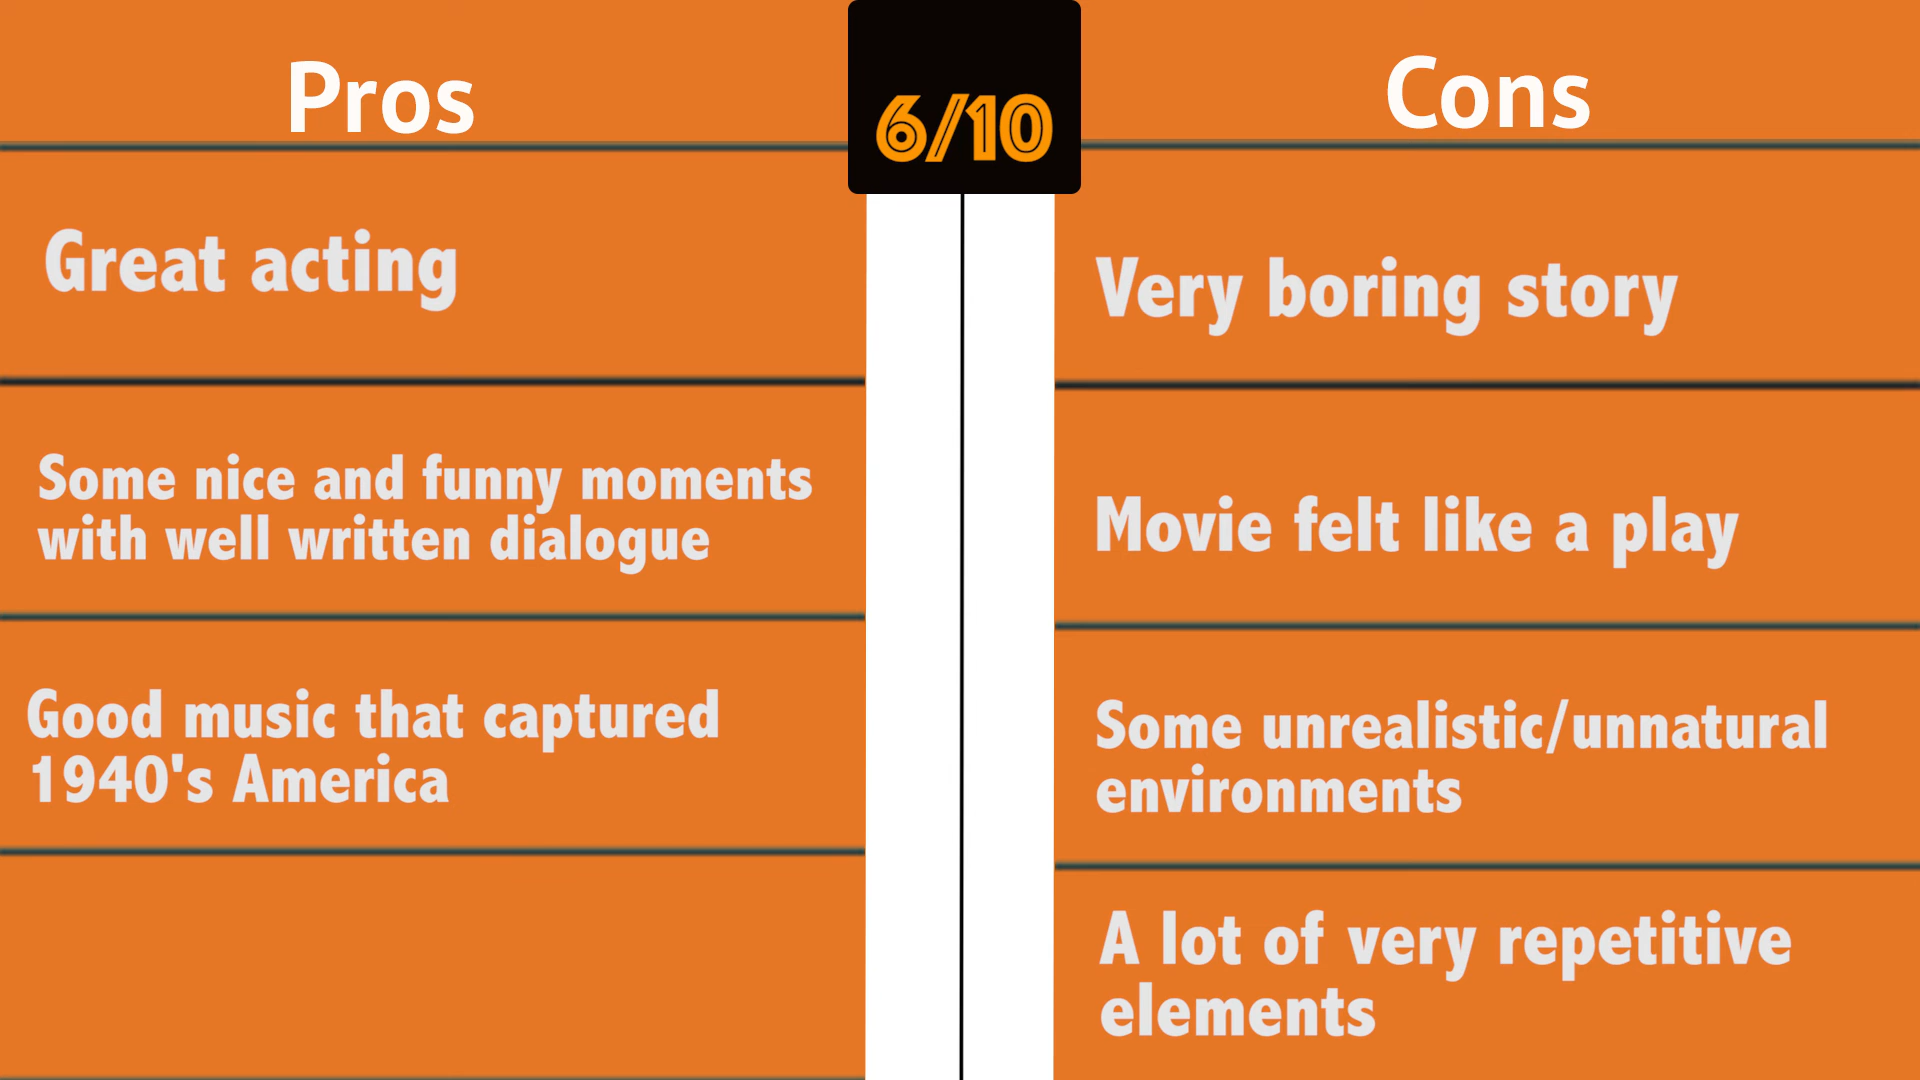 Pros
6/10
Cons
Great acting
Some nice and funny moments
with well written dialogue
Good music that captured
1940's America
Very boring story
Movie felt like a play
Some unrealistic/unnatural
environments
A lot of very repetitive
elements